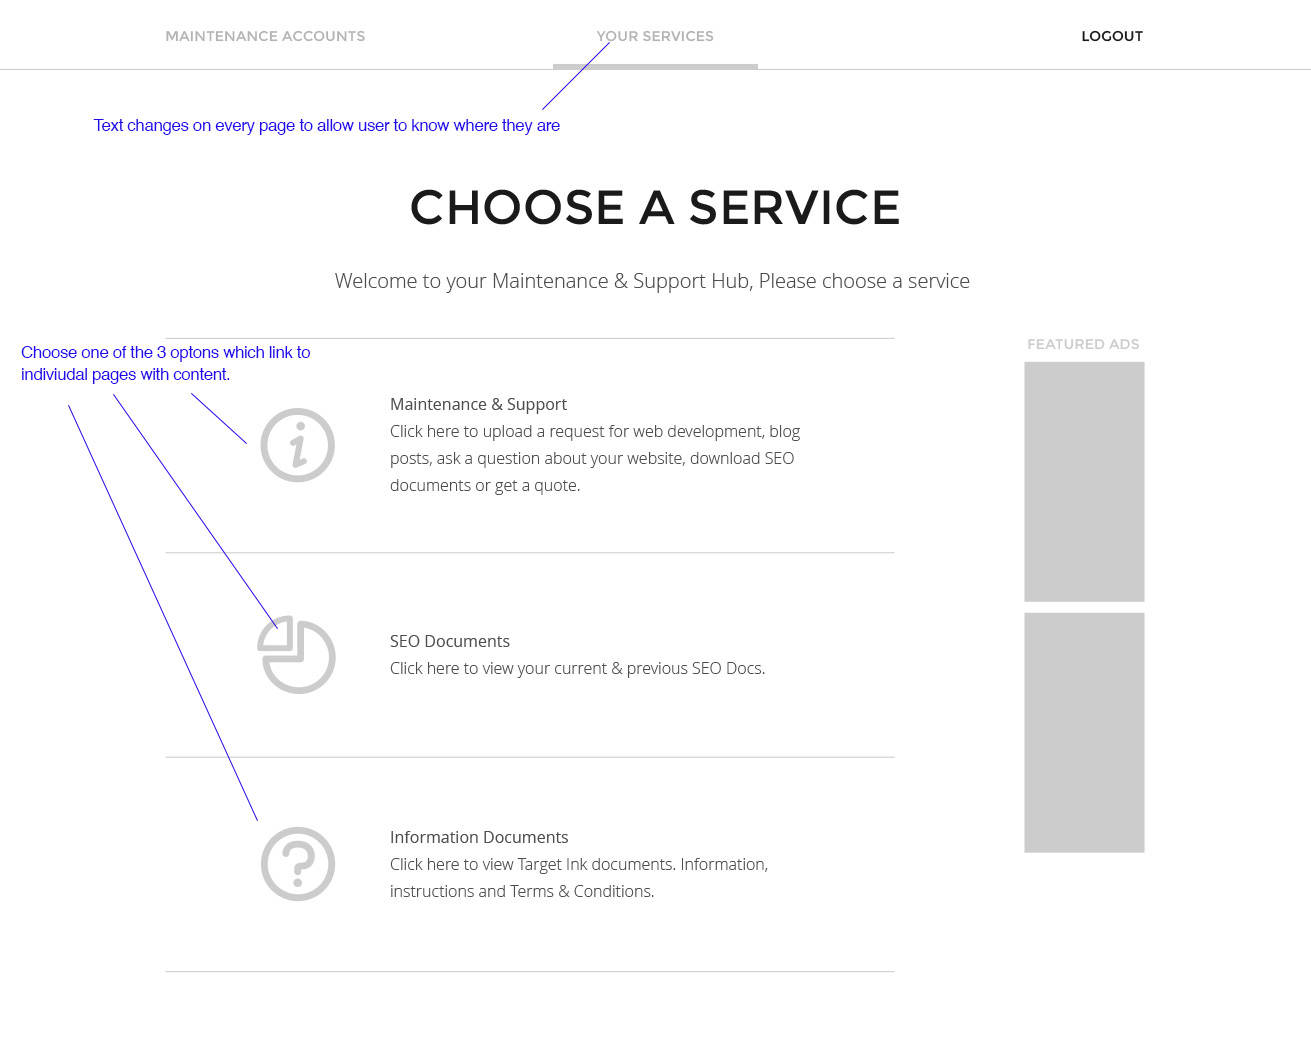 MAINTENANCE ACCOUNTS
YOUR SERVICES
LOGOUT
Text changes on every page to allow user to know where they are
CHOOSE A SERVICE
Welcome to your Maintenance & Support Hub, Please choose a service
Choose one of the 3 optons which link to
indiviudal pages with content.
FEATURED ADS
Maintenance & Support
Click here to upload a request for web development, blog
posts, ask a question about your website, download SEO
documents or get a quote.
SEO Documents
Click here to view your current & previous SEO Docs.
Information Documents
Click here to view Target Ink documents. Information,
instructions and Terms & Conditions.